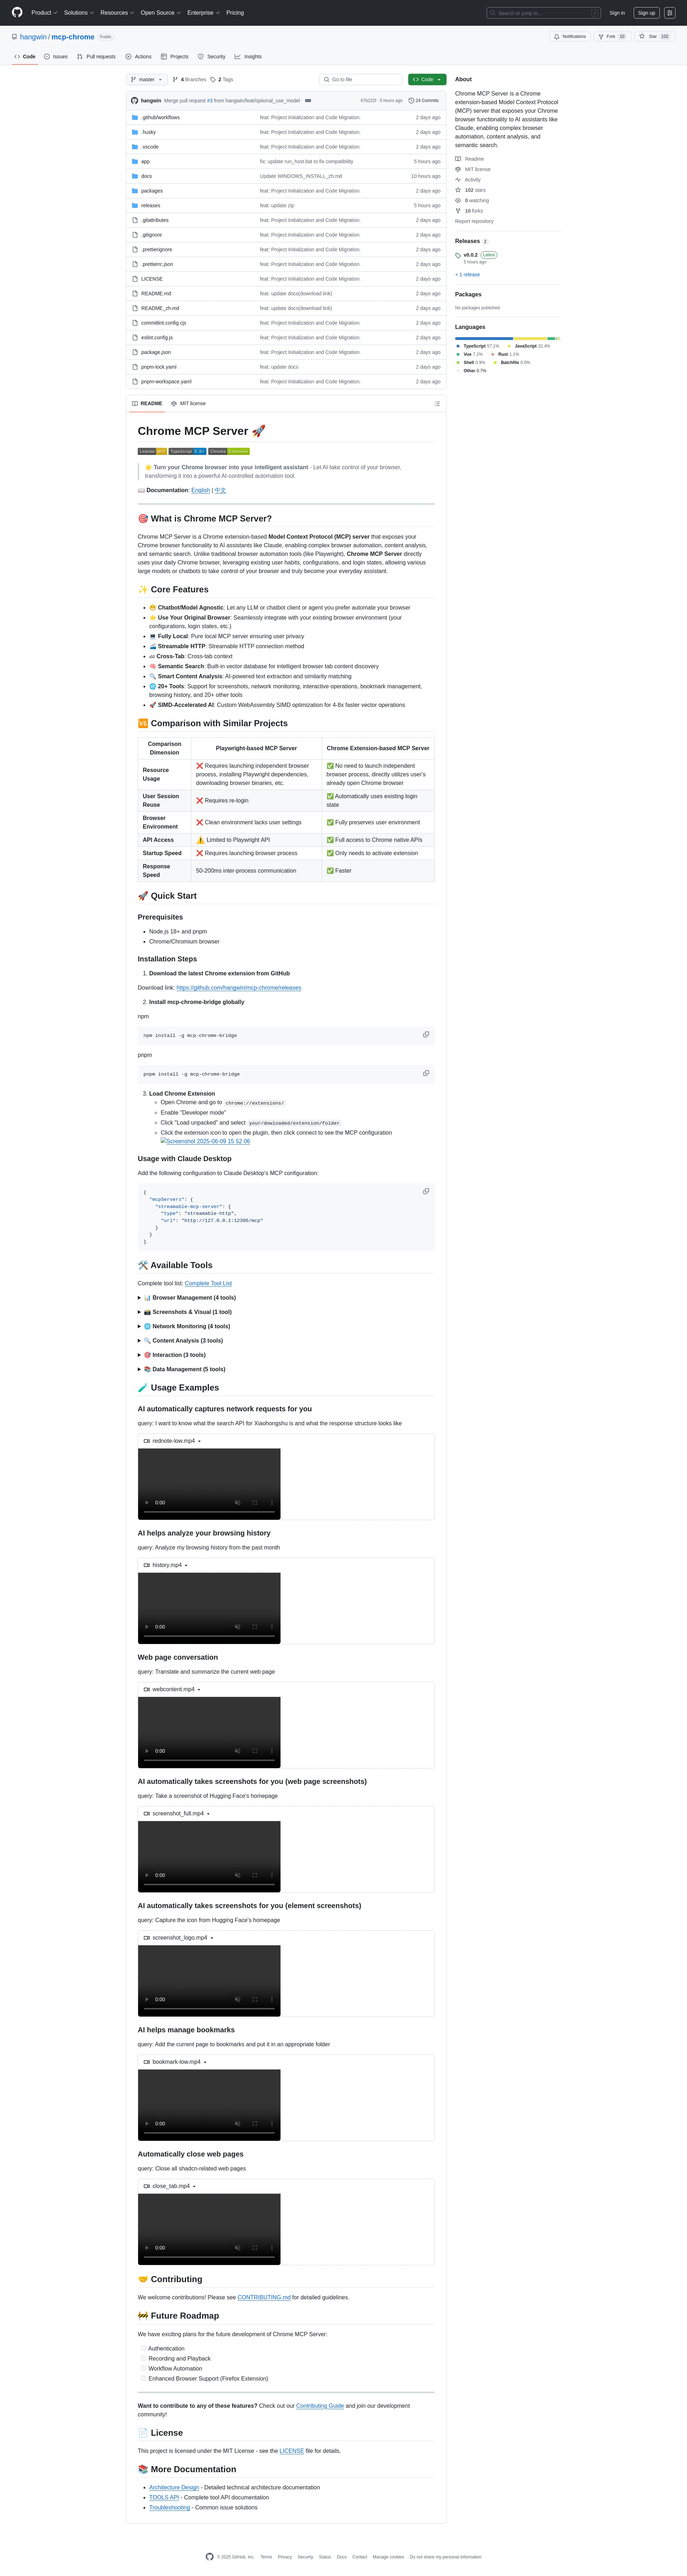 Product
Solutions
Resources
Open Source
Enterprise
Pricing
Search or jump to...
/
Sign in
Sign up
hangwin / mcp-chrome
Public
Notifications
Fork 10
Star 102
Code
Issues
Pull requests
Actions
Projects
Security
Insights
master
4 Branches
2 Tags
Go to file
Code
hangwin Merge pull request #3 from hangwin/feat/optional_use_model
5 hours ago
24 Commits
.github/workflows feat: Project Initialization and Code Migration. 2 days ago
.husky feat: Project Initialization and Code Migration. 2 days ago
.vscode feat: Project Initialization and Code Migration. 2 days ago
app fix: update run_host.bat to fix compatibility 5 hours ago
docs Update WINDOWS_INSTALL_zh.md 10 hours ago
packages feat: Project Initialization and Code Migration. 2 days ago
releases feat: update zip 5 hours ago
.gitattributes feat: Project Initialization and Code Migration. 2 days ago
.gitignore feat: Project Initialization and Code Migration. 2 days ago
.prettierignore feat: Project Initialization and Code Migration. 2 days ago
.prettierrc.json feat: Project Initialization and Code Migration. 2 days ago
LICENSE feat: Project Initialization and Code Migration. 2 days ago
README.md feat: update docs(download link) 2 days ago
README_zh.md feat: update docs(download link) 2 days ago
commitlint.config.cjs feat: Project Initialization and Code Migration. 2 days ago
eslint.config.js feat: Project Initialization and Code Migration. 2 days ago
package.json feat: Project Initialization and Code Migration. 2 days ago
pnpm-lock.yaml feat: update docs 2 days ago
pnpm-workspace.yaml feat: Project Initialization and Code Migration. 2 days ago
README
MIT license
Chrome MCP Server 🚀
License MIT TypeScript 5.8+ Chrome Extension
🌟 Turn your Chrome browser into your intelligent assistant - Let AI take control of your browser,
transforming it into a powerful AI-controlled automation tool.
📖 Documentation: English | 中文
🎯 What is Chrome MCP Server?
Chrome MCP Server is a Chrome extension-based Model Context Protocol (MCP) server that exposes your
Chrome browser functionality to AI assistants like Claude, enabling complex browser automation, content analysis,
and semantic search. Unlike traditional browser automation tools (like Playwright), Chrome MCP Server directly
uses your daily Chrome browser, leveraging existing user habits, configurations, and login states, allowing various
large models or chatbots to take control of your browser and truly become your everyday assistant.
✨ Core Features
😁 Chatbot/Model Agnostic: Let any LLM or chatbot client or agent you prefer automate your browser
⭐ Use Your Original Browser: Seamlessly integrate with your existing browser environment (your
configurations, login states, etc.)
💻 Fully Local: Pure local MCP server ensuring user privacy
🚄 Streamable HTTP: Streamable HTTP connection method
🏎 Cross-Tab: Cross-tab context
🧠 Semantic Search: Built-in vector database for intelligent browser tab content discovery
🔍 Smart Content Analysis: AI-powered text extraction and similarity matching
🌐 20+ Tools: Support for screenshots, network monitoring, interactive operations, bookmark management,
browsing history, and 20+ other tools
🚀 SIMD-Accelerated AI: Custom WebAssembly SIMD optimization for 4-8x faster vector operations
🆚 Comparison with Similar Projects
Comparison
Dimension
Playwright-based MCP Server
Chrome Extension-based MCP Server
Resource
Usage
❌ Requires launching independent browser
process, installing Playwright dependencies,
downloading browser binaries, etc.
✅ No need to launch independent
browser process, directly utilizes user's
already open Chrome browser
User Session
Reuse
❌ Requires re-login
✅ Automatically uses existing login
state
Browser
Environment
❌ Clean environment lacks user settings
✅ Fully preserves user environment
API Access
⚠️ Limited to Playwright API
✅ Full access to Chrome native APIs
Startup Speed
❌ Requires launching browser process
✅ Only needs to activate extension
Response
Speed
50-200ms inter-process communication
✅ Faster
🚀 Quick Start
Prerequisites
Node.js 18+ and pnpm
Chrome/Chromium browser
Installation Steps
1. Download the latest Chrome extension from GitHub
Download link: https://github.com/hangwin/mcp-chrome/releases
2. Install mcp-chrome-bridge globally
npm
npm install -g mcp-chrome-bridge
pnpm
pnpm install -g mcp-chrome-bridge
3. Load Chrome Extension
Open Chrome and go to chrome://extensions/
Enable "Developer mode"
Click "Load unpacked" and select your/dowloaded/extension/folder
Click the extension icon to open the plugin, then click connect to see the MCP configuration
Screenshot 2025-06-09 15 52 06
Usage with Claude Desktop
Add the following configuration to Claude Desktop's MCP configuration:
{
"mcpServers": {
"streamable-mcp-server": {
"type": "streamable-http",
"url": "http://127.0.0.1:12306/mcp"
}
}
}
🛠️ Available Tools
Complete tool list: Complete Tool List
📊 Browser Management (4 tools)
📸 Screenshots & Visual (1 tool)
🌐 Network Monitoring (4 tools)
🔍 Content Analysis (3 tools)
🎯 Interaction (3 tools)
📚 Data Management (5 tools)
🧪 Usage Examples
AI automatically captures network requests for you
query: I want to know what the search API for Xiaohongshu is and what the response structure looks like
rednote-low.mp4
0:00
AI helps analyze your browsing history
query: Analyze my browsing history from the past month
history.mp4
0:00
Web page conversation
query: Translate and summarize the current web page
webcontent.mp4
0:00
AI automatically takes screenshots for you (web page screenshots)
query: Take a screenshot of Hugging Face's homepage
screenshot_full.mp4
0:00
AI automatically takes screenshots for you (element screenshots)
query: Capture the icon from Hugging Face's homepage
screenshot_logo.mp4
0:00
AI helps manage bookmarks
query: Add the current page to bookmarks and put it in an appropriate folder
bookmark-low.mp4
0:00
Automatically close web pages
query: Close all shadcn-related web pages
close_tab.mp4
0:00
🤝 Contributing
We welcome contributions! Please see CONTRIBUTING.md for detailed guidelines.
🚧 Future Roadmap
We have exciting plans for the future development of Chrome MCP Server:
Authentication
Recording and Playback
Workflow Automation
Enhanced Browser Support (Firefox Extension)
Want to contribute to any of these features? Check out our Contributing Guide and join our development
community!
📄 License
This project is licensed under the MIT License - see the LICENSE file for details.
📚 More Documentation
Architecture Design - Detailed technical architecture documentation
TOOLS API - Complete tool API documentation
Troubleshooting - Common issue solutions
About
Chrome MCP Server is a Chrome
extension-based Model Context Protocol
(MCP) server that exposes your Chrome
browser functionality to AI assistants like
Claude, enabling complex browser
automation, content analysis, and
semantic search.
Readme
MIT license
Activity
102 stars
0 watching
10 forks
Report repository
Releases 2
v0.0.2 Latest
5 hours ago
+ 1 release
Packages
No packages published
Languages
TypeScript 57.1%
JavaScript 32.4%
Vue 7.2%
Rust 1.1%
Shell 0.9%
Batchfile 0.6%
Other 0.7%
© 2025 GitHub, Inc.
Terms
Privacy
Security
Status
Docs
Contact
Manage cookies
Do not share my personal information